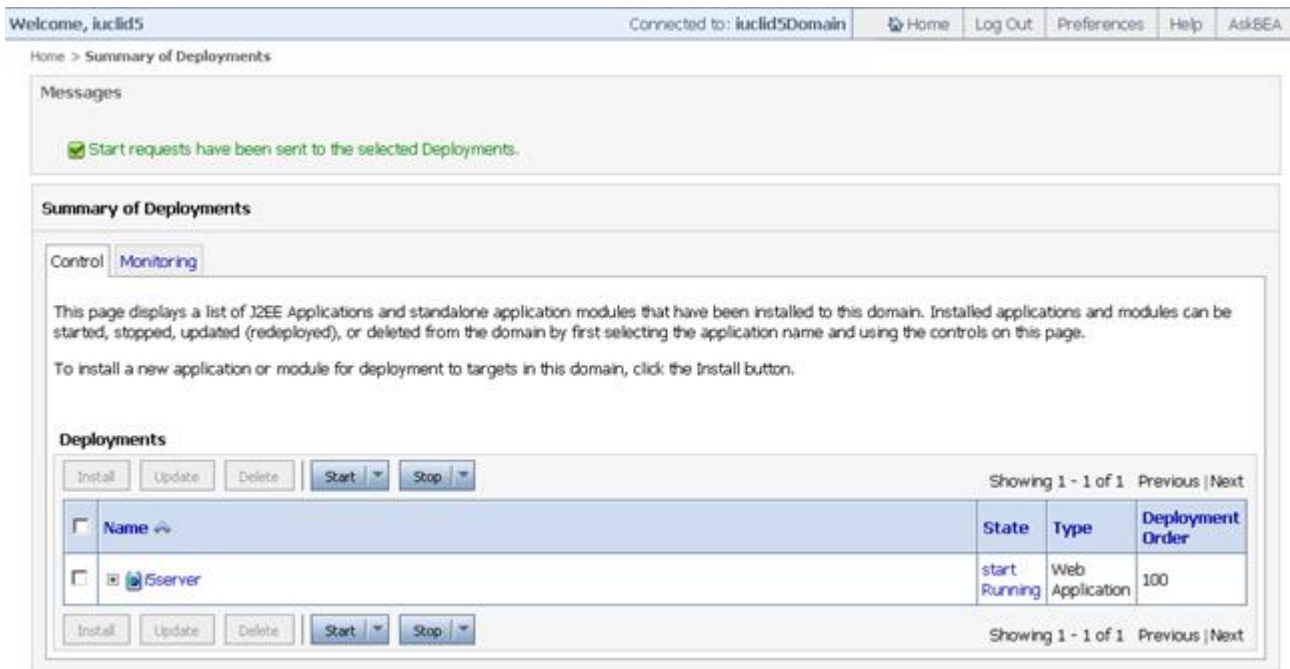 Welcome, iuclid5 Connected to: iuclid5Domain Home Log Out Preferences Help AskBEA
Home > Summary of Deployments
Messages
Start requests have been sent to the selected Deployments.
Summary of Deployments
Control Monitoring
This page displays a list of J2EE Applications and standalone application modules that have been installed to this domain. Installed applications and modules can be
started, stopped, updated (redeployed), or deleted from the domain by first selecting the application name and using the controls on this page.
To install a new application or module for deployment to targets in this domain, click the Install button.
Deployments
Install Update Delete Start Stop Showing 1 - 1 of 1 Previous | Next
Name State Type Deployment Order
i5server start Running Web Application 100
Install Update Delete Start Stop Showing 1 - 1 of 1 Previous | Next